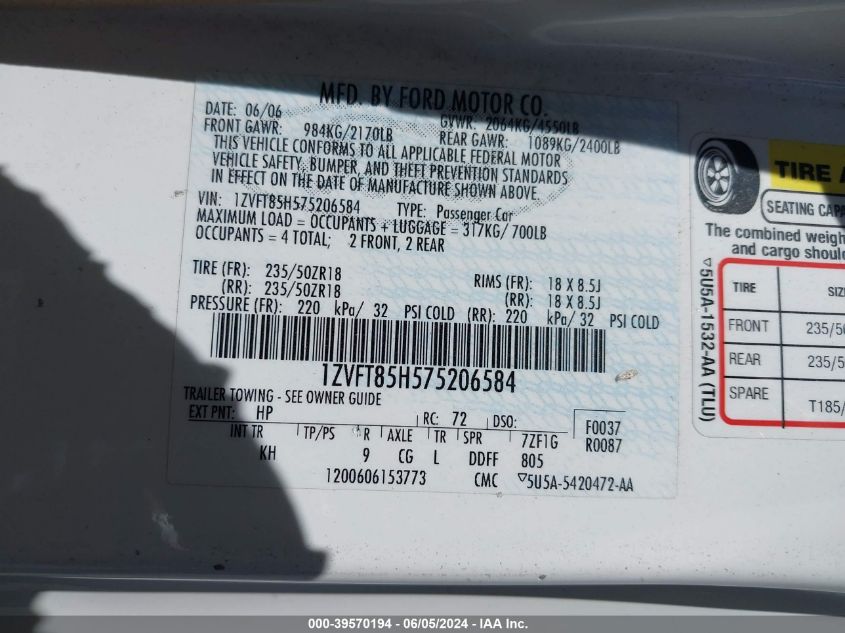 MFD. BY FORD MOTOR CO.
DATE: 06/06 GVWR: 2064KG/4550LB
FRONT GAWR: 984KG/2170LB REAR GAWR: 1089KG/2400LB
THIS VEHICLE CONFORMS TO ALL APPLICABLE FEDERAL MOTOR
VEHICLE SAFETY, BUMPER, AND THEFT PREVENTION STANDARDS
IN EFFECT ON THE DATE OF MANUFACTURE SHOWN ABOVE.
VIN: 1ZVFT85H575206584 TYPE: Passenger Car
MAXIMUM LOAD = OCCUPANTS + LUGGAGE = 317KG/ 700LB
OCCUPANTS = 4 TOTAL; 2 FRONT, 2 REAR
TIRE (FR): 235/50ZR18 RIMS (FR): 18 X 8.5J
(RR): 235/50ZR18 (RR): 18 X 8.5J
PRESSURE (FR): 220 kPa/ 32 PSI COLD (RR): 220 kPa/ 32 PSI COLD
1ZVFT85H575206584
TRAILER TOWING - SEE OWNER GUIDE
EXT PNT: HP RC: 72 DSO: F0037
INT TR TP/PS R AXLE TR SPR 7ZF1G R0087
KH 9 CG L DDFF 805
1200606153773 CMC ▽5U5A-5420472-AA
TIRE
SEATING
The combined
and cargo
TIRE
FRONT 235/
REAR 235/
SPARE T185/
▽5U5A-1532-AA (TLU)
000-39570194 - 06/05/2024 - IAA Inc.